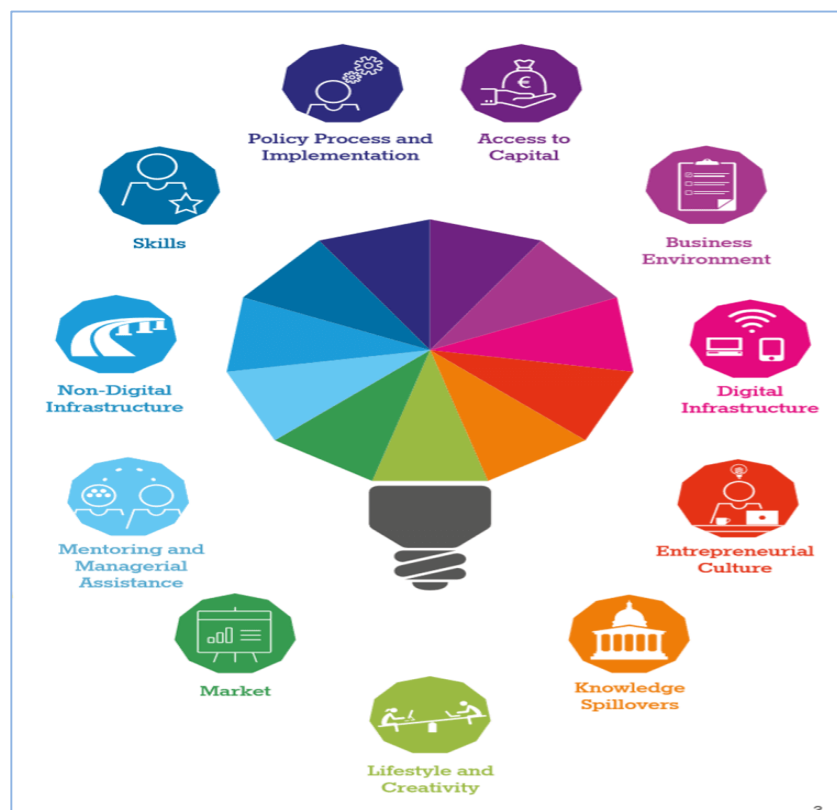 €
Policy Process and
Implementation
Access to
Capital
Skills
Business
Environment
Non-Digital
Infrastructure
Digital
Infrastructure
Mentoring and
Managerial
Assistance
Entrepreneurial
Culture
Market
Knowledge
Spillovers
Lifestyle and
Creativity